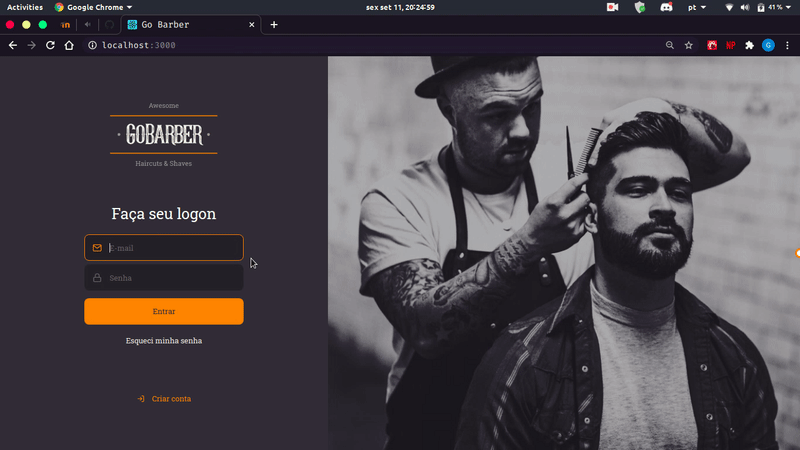 Activities Google Chrome sex set 11, 20:24:59 pt 41 %
in Go Barber
localhost:3000 NP G
Awesome
GOBARBER
Haircuts & Shaves
Faça seu logon
E-mail
Senha
Entrar
Esqueci minha senha
Criar conta